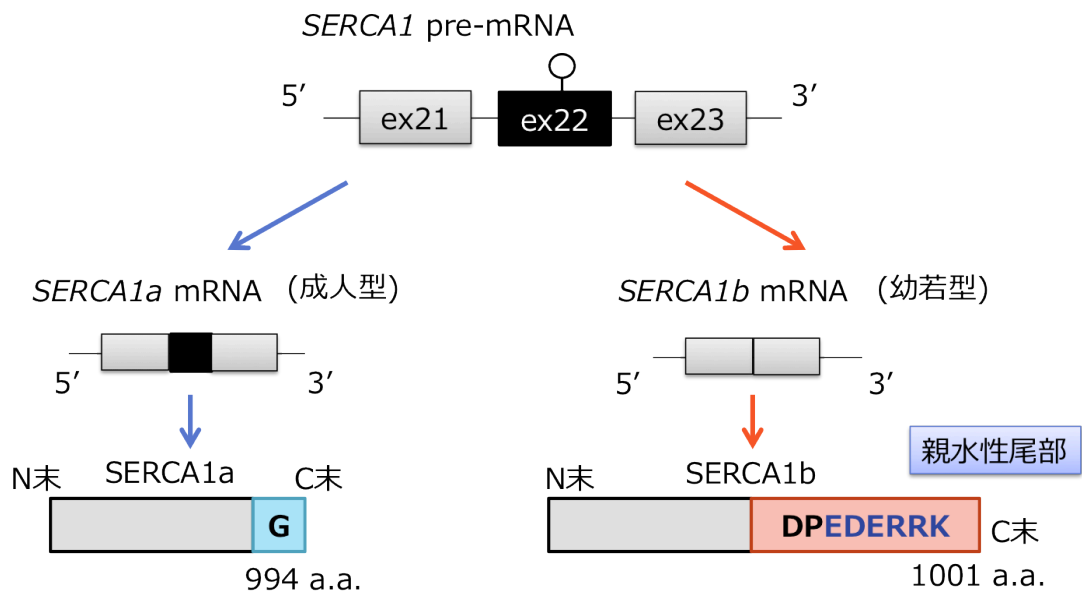 SERCA1 pre-mRNA
5′
ex21
ex22
ex23
3′
SERCA1a mRNA (成人型)
5′
3′
SERCA1b mRNA (幼若型)
5′
3′
親水性尾部
N末
SERCA1a
C末
G
994 a.a.
N末
SERCA1b
DPEDERRK
C末
1001 a.a.